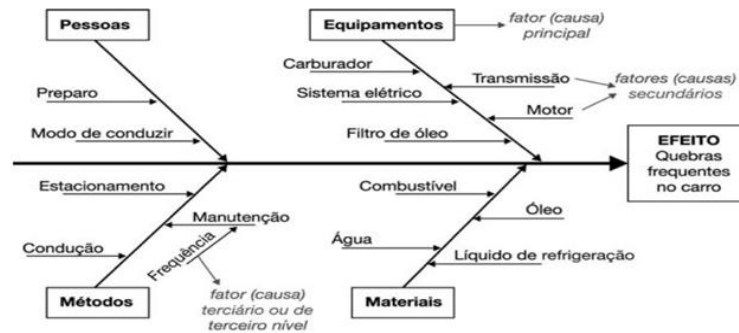 Pessoas
Equipamentos
fator (causa)
principal
Carburador
Transmissão
fatores (causas)
secundários
Preparo
Sistema elétrico
Motor
Modo de conduzir
Filtro de óleo
EFEITO
Quebras
frequentes
no carro
Estacionamento
Combustível
Manutenção
Óleo
Condução
Frequência
Água
Líquido de refrigeração
Métodos
fator (causa)
terciário ou de
terceiro nível
Materiais